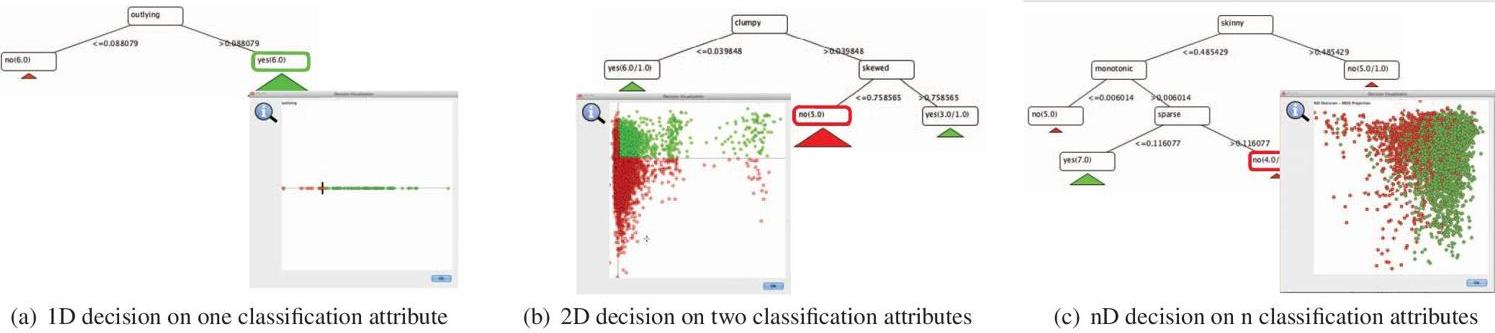 outlying
<=0.088079
>0.088079
no(6.0)
yes(6.0)
Decision Visualization
outlying
Ok
(a) 1D decision on one classification attribute
clumpy
<=0.039848
>0.039848
yes(6.0/1.0)
skewed
<=0.758565
>0.758565
no(5.0)
yes(3.0/1.0)
Decision Visualization
Ok
(b) 2D decision on two classification attributes
skinny
<=0.485429
>0.485429
monotonic
no(5.0/1.0)
<=0.006014
>0.006014
no(5.0)
sparse
<=0.116077
>0.116077
yes(7.0)
no(4.0/
Decision Visualization
ND Decision - MDS Projection
Ok
(c) nD decision on n classification attributes